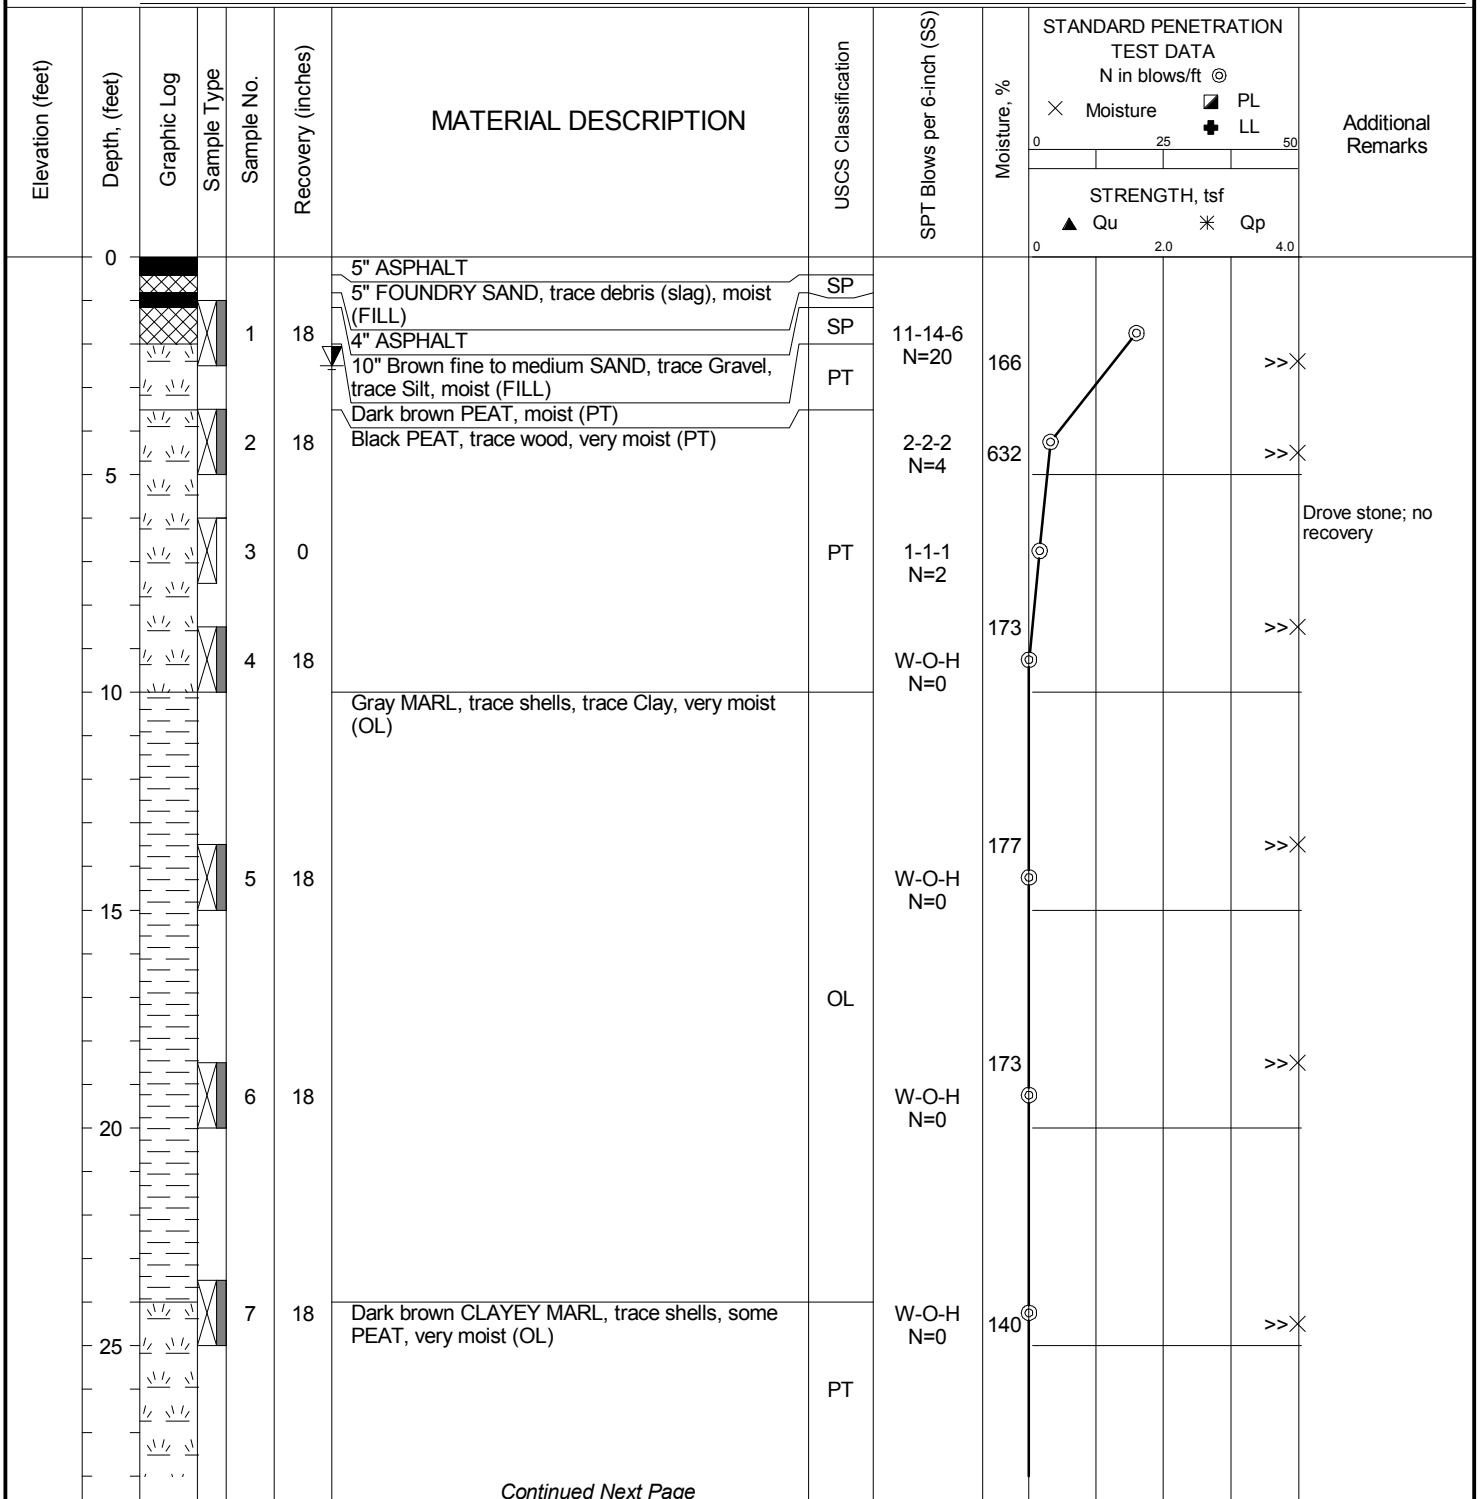 Elevation (feet)
Depth, (feet)
Graphic Log
Sample Type
Sample No.
Recovery (inches)
MATERIAL DESCRIPTION
USCS Classification
SPT Blows per 6-inch (SS)
Moisture, %
STANDARD PENETRATION
TEST DATA
N in blows/ft
Moisture
PL
LL
0 25 50
STRENGTH, tsf
Qu Qp
0 2.0 4.0
Additional
Remarks
0
5" ASPHALT
SP
5" FOUNDRY SAND, trace debris (slag), moist
(FILL)
1 18
SP
11-14-6
N=20
4" ASPHALT
10" Brown fine to medium SAND, trace Gravel,
trace Silt, moist (FILL)
PT
166
>>
Dark brown PEAT, moist (PT)
2 18
Black PEAT, trace wood, very moist (PT)
2-2-2
N=4
632
>>
5
Drove stone; no
recovery
3 0
PT
1-1-1
N=2
173
>>
4 18
W-O-H
N=0
10
Gray MARL, trace shells, trace Clay, very moist
(OL)
177
>>
5 18
W-O-H
N=0
15
OL
173
>>
6 18
W-O-H
N=0
20
7 18
Dark brown CLAYEY MARL, trace shells, some
PEAT, very moist (OL)
W-O-H
N=0
140
>>
25
PT
Continued Next Page